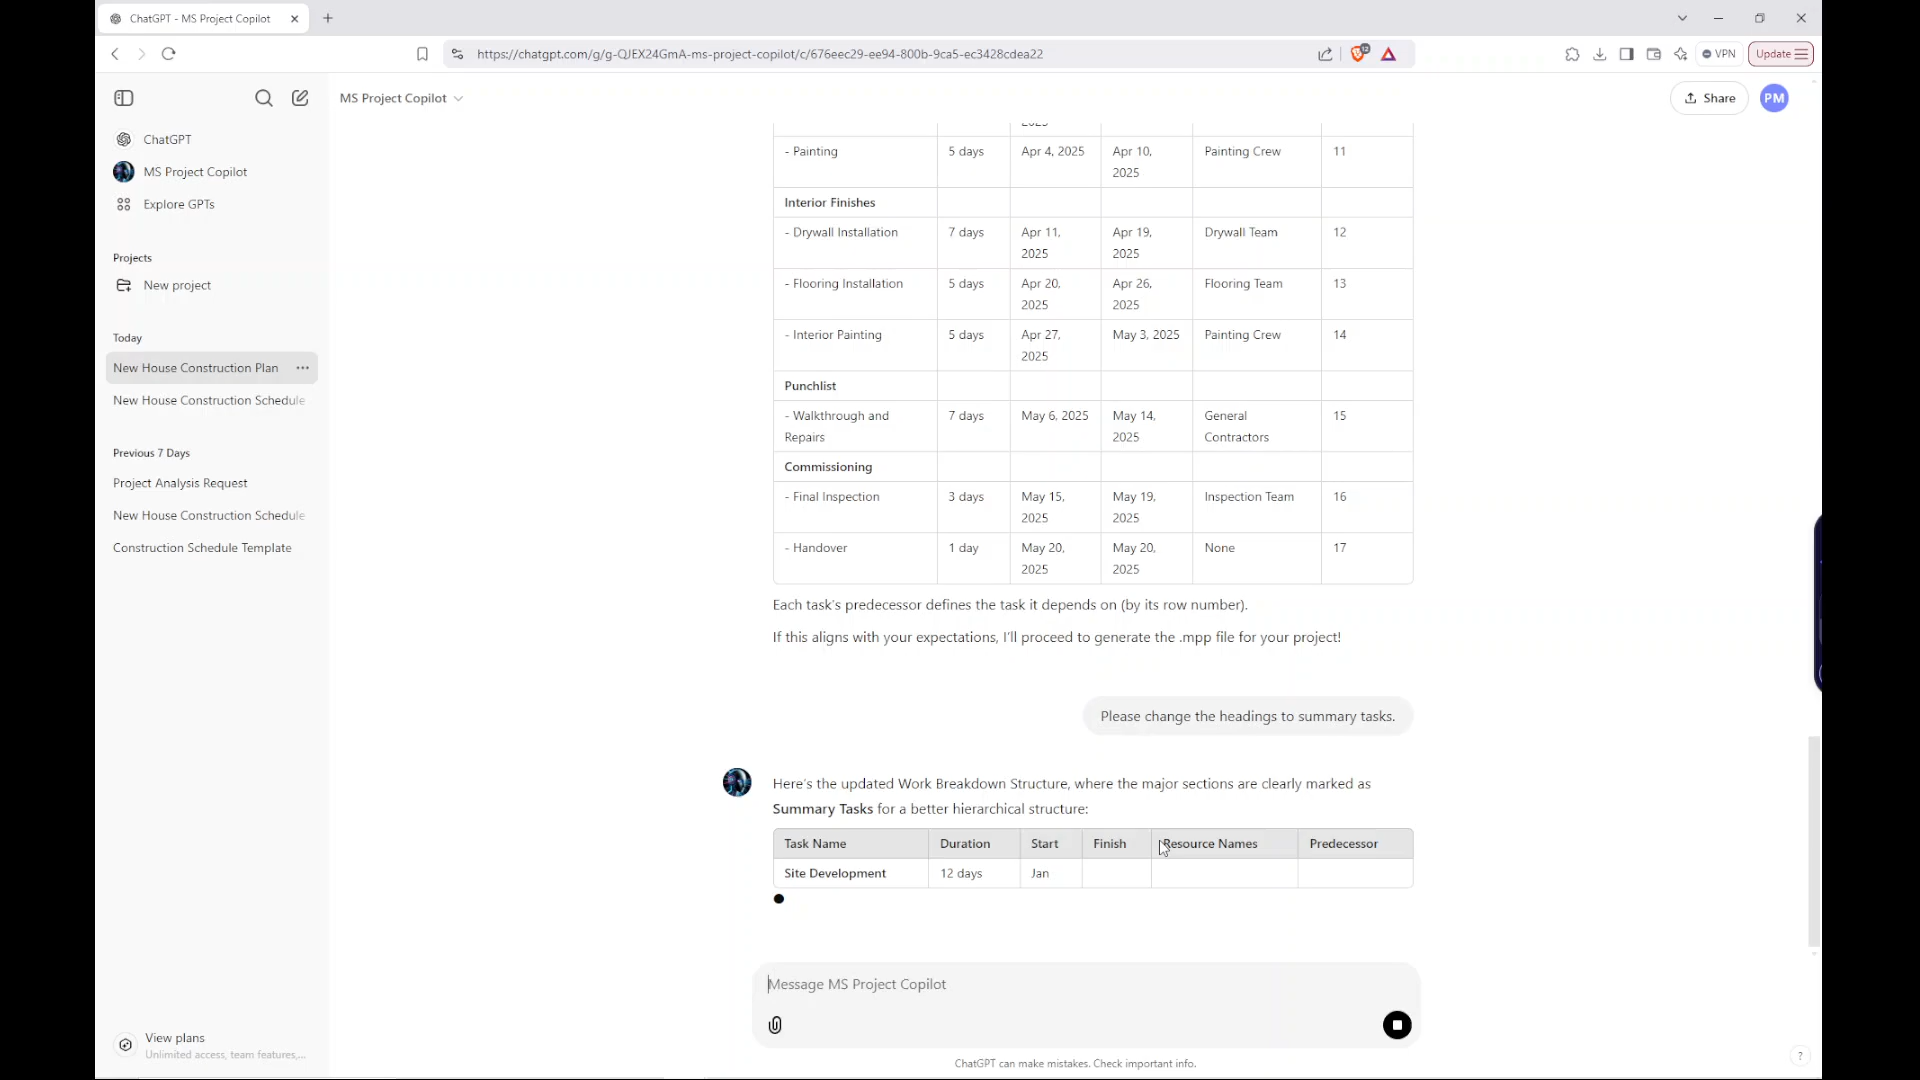 ChatGPT - MS Project Copilot
https://chatgpt.com/g/g-QJEX24GmA-ms-project-copilot/c/676eec29-ee94-800b-9ca5-ec3428cdea22
12
VPN
Update
MS Project Copilot
Share
PM
ChatGPT
MS Project Copilot
Explore GPTs
Projects
New project
Today
New House Construction Plan
New House Construction Schedule
Previous 7 Days
Project Analysis Request
New House Construction Schedule
Construction Schedule Template
View plans
Unlimited access, team features,...
2025
- Painting 5 days Apr 4, 2025 Apr 10, Painting Crew 11
2025
Interior Finishes
- Drywall Installation 7 days Apr 11, Apr 19, Drywall Team 12
2025 2025
- Flooring Installation 5 days Apr 20, Apr 26, Flooring Team 13
2025 2025
- Interior Painting 5 days Apr 27, May 3, 2025 Painting Crew 14
2025
Punchlist
- Walkthrough and 7 days May 6, 2025 May 14, General 15
Repairs 2025 Contractors
Commissioning
- Final Inspection 3 days May 15, May 19, Inspection Team 16
2025 2025
- Handover 1 day May 20, May 20, None 17
2025 2025
Each task's predecessor defines the task it depends on (by its row number).
If this aligns with your expectations, I'll proceed to generate the .mpp file for your project!
Please change the headings to summary tasks.
Here's the updated Work Breakdown Structure, where the major sections are clearly marked as
Summary Tasks for a better hierarchical structure:
Task Name Duration Start Finish Resource Names Predecessor
Site Development 12 days Jan
Message MS Project Copilot
ChatGPT can make mistakes. Check important info.
?